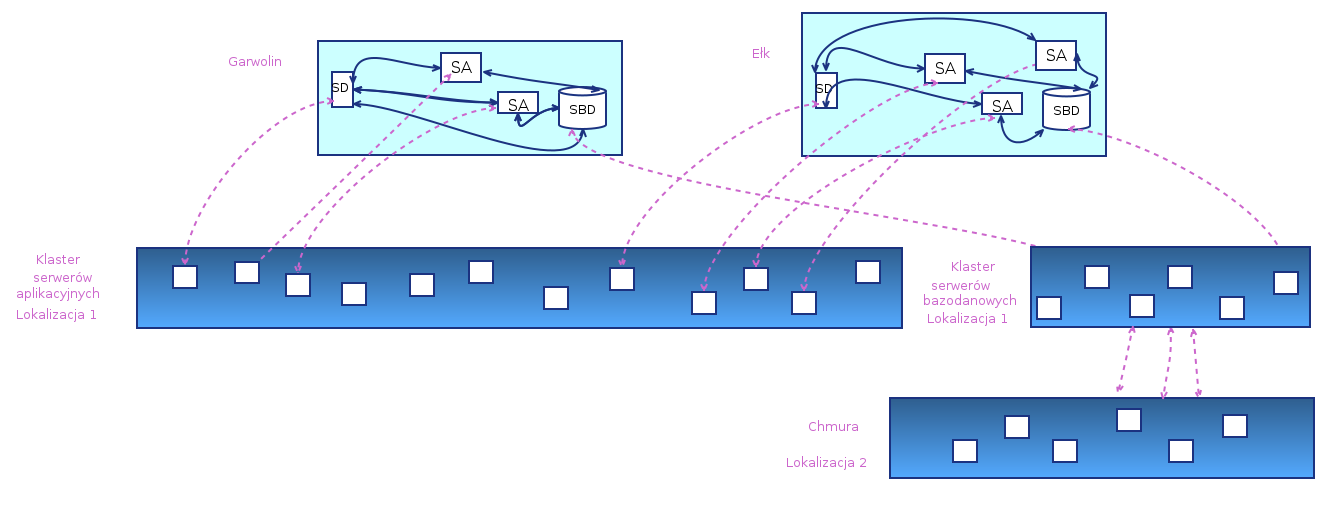 Garwolin
SD
SA
SA
SBD
Ełk
SD
SA
SA
SA
SBD
Klaster
serwerów
aplikacyjnych
Lokalizacja 1
Klaster
serwerów
bazodanowych
Lokalizacja 1
Chmura
Lokalizacja 2